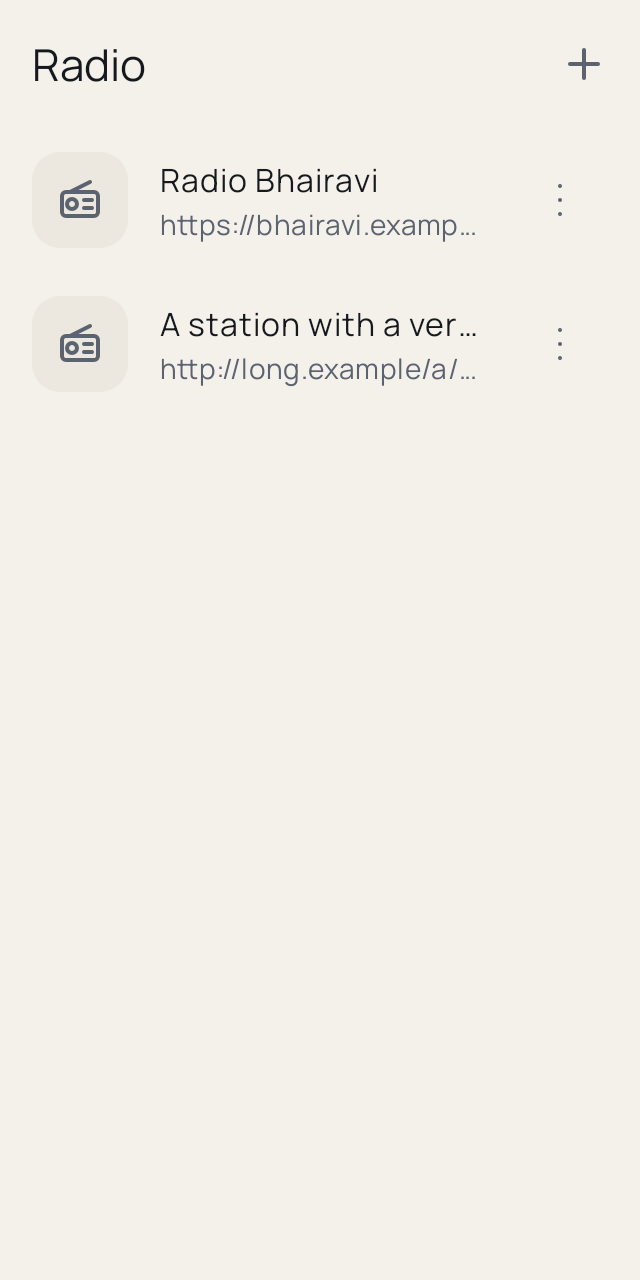 Radio
Radio Bhairavi
https://bhairavi.examp…
A station with a ver…
http://long.example/a/…